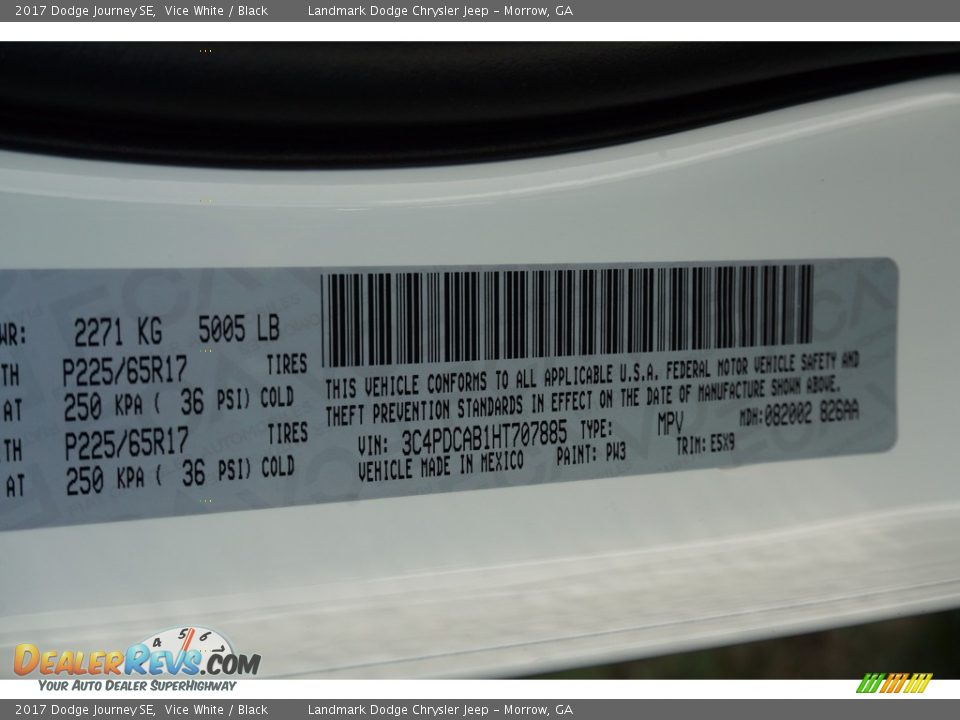 2017 Dodge Journey SE, Vice White / Black Landmark Dodge Chrysler Jeep - Morrow, GA
WR: 2271 KG 5005 LB
TH P225/65R17 TIRES
AT 250 KPA ( 36 PSI) COLD
TH P225/65R17 TIRES
AT 250 KPA ( 36 PSI) COLD
THIS VEHICLE CONFORMS TO ALL APPLICABLE U.S.A. FEDERAL MOTOR VEHICLE SAFETY AND
THEFT PREVENTION STANDARDS IN EFFECT ON THE DATE OF MANUFACTURE SHOWN ABOVE.
VIN: 3C4PDCAB1HT707885 TYPE: MPV MDH:082002 826AA
VEHICLE MADE IN MEXICO PAINT: PW3 TRIM: E5X9
4 5 6
DEALERREVS.COM
YOUR AUTO DEALER SUPERHIGHWAY
2017 Dodge Journey SE, Vice White / Black Landmark Dodge Chrysler Jeep - Morrow, GA